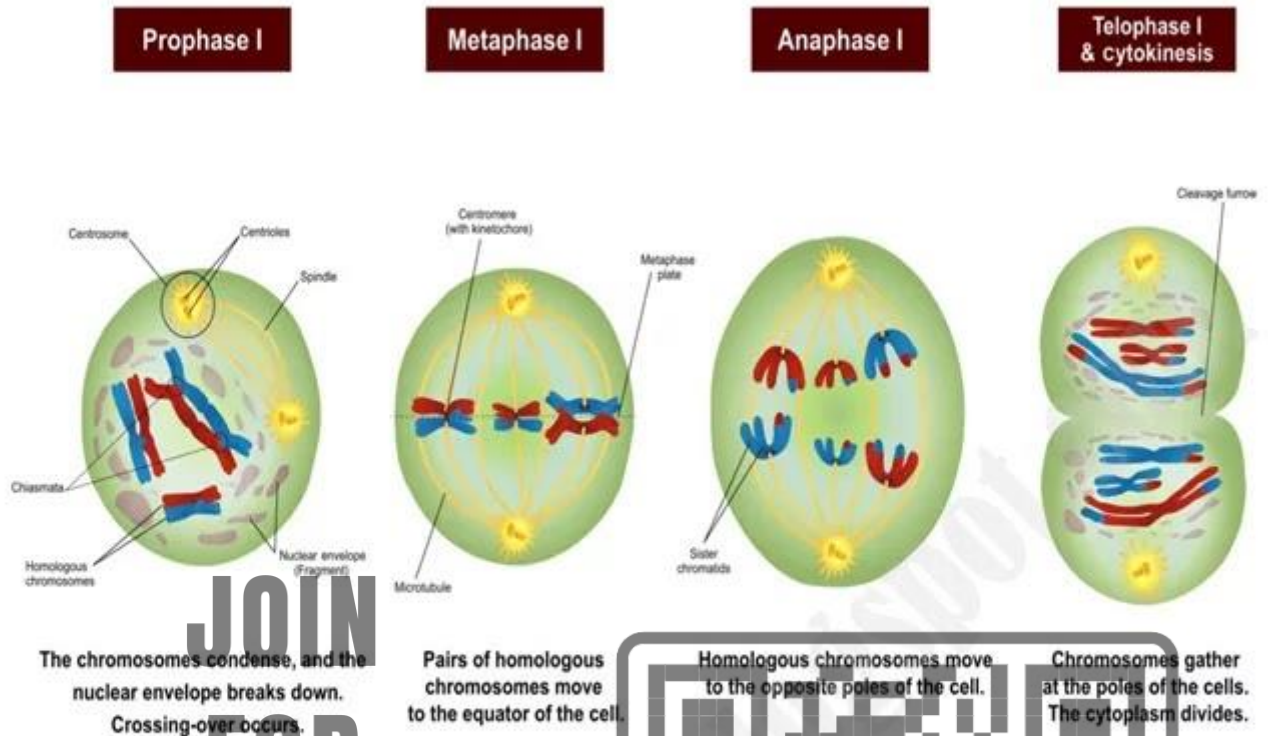 Prophase I
Metaphase I
Anaphase I
Telophase I
& cytokinesis
Cleavage furrow
Centrosome
Centrioles
Spindle
Centromere
(with kinetochore)
Metaphase
plate
Chiasmata
Homologous
chromosomes
Nuclear envelope
(Fragment)
Microtubule
Sister
chromatids
JOIN
The chromosomes condense, and the
nuclear envelope breaks down.
Crossing-over occurs.
Pairs of homologous
chromosomes move
to the equator of the cell.
Homologous chromosomes move
to the opposite poles of the cell.
Chromosomes gather
at the poles of the cells.
The cytoplasm divides.